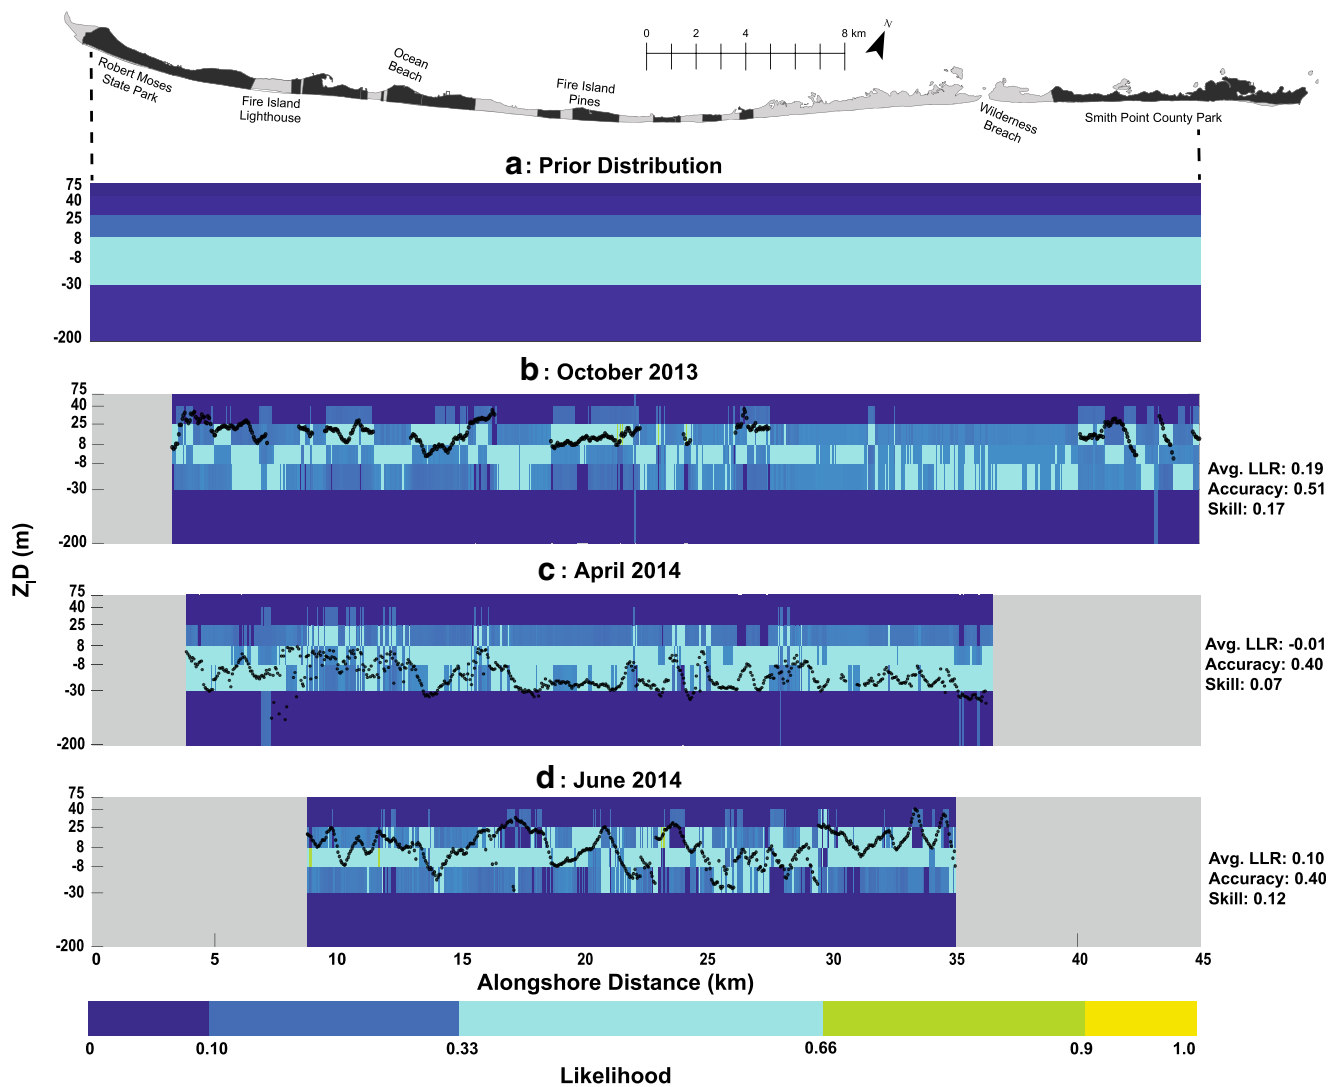 N
0 2 4 8 km
Robert Moses
State Park
Fire Island
Lighthouse
Ocean
Beach
Fire Island
Pines
Wilderness
Breach
Smith Point County Park
a: Prior Distribution
75
40
25
8
-8
-30
-200
b: October 2013
75
40
25
8
-8
-30
-200
Avg. LLR: 0.19
Accuracy: 0.51
Skill: 0.17
ZlD (m)
c: April 2014
75
40
25
8
-8
-30
-200
Avg. LLR: -0.01
Accuracy: 0.40
Skill: 0.07
d: June 2014
75
40
25
8
-8
-30
-200
Avg. LLR: 0.10
Accuracy: 0.40
Skill: 0.12
0 5 10 15 20 25 30 35 40 45
Alongshore Distance (km)
0 0.10 0.33 0.66 0.9 1.0
Likelihood